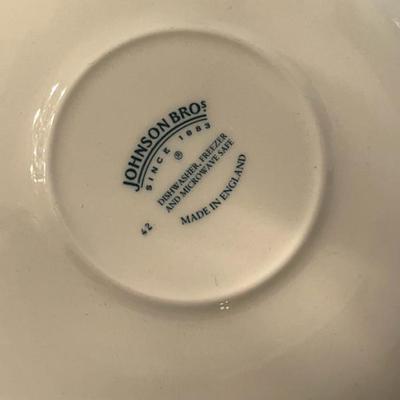 JOHNSON BROS.
SINCE 1883
®
DISHWASHER, FREEZER
AND MICROWAVE SAFE
MADE IN ENGLAND
42